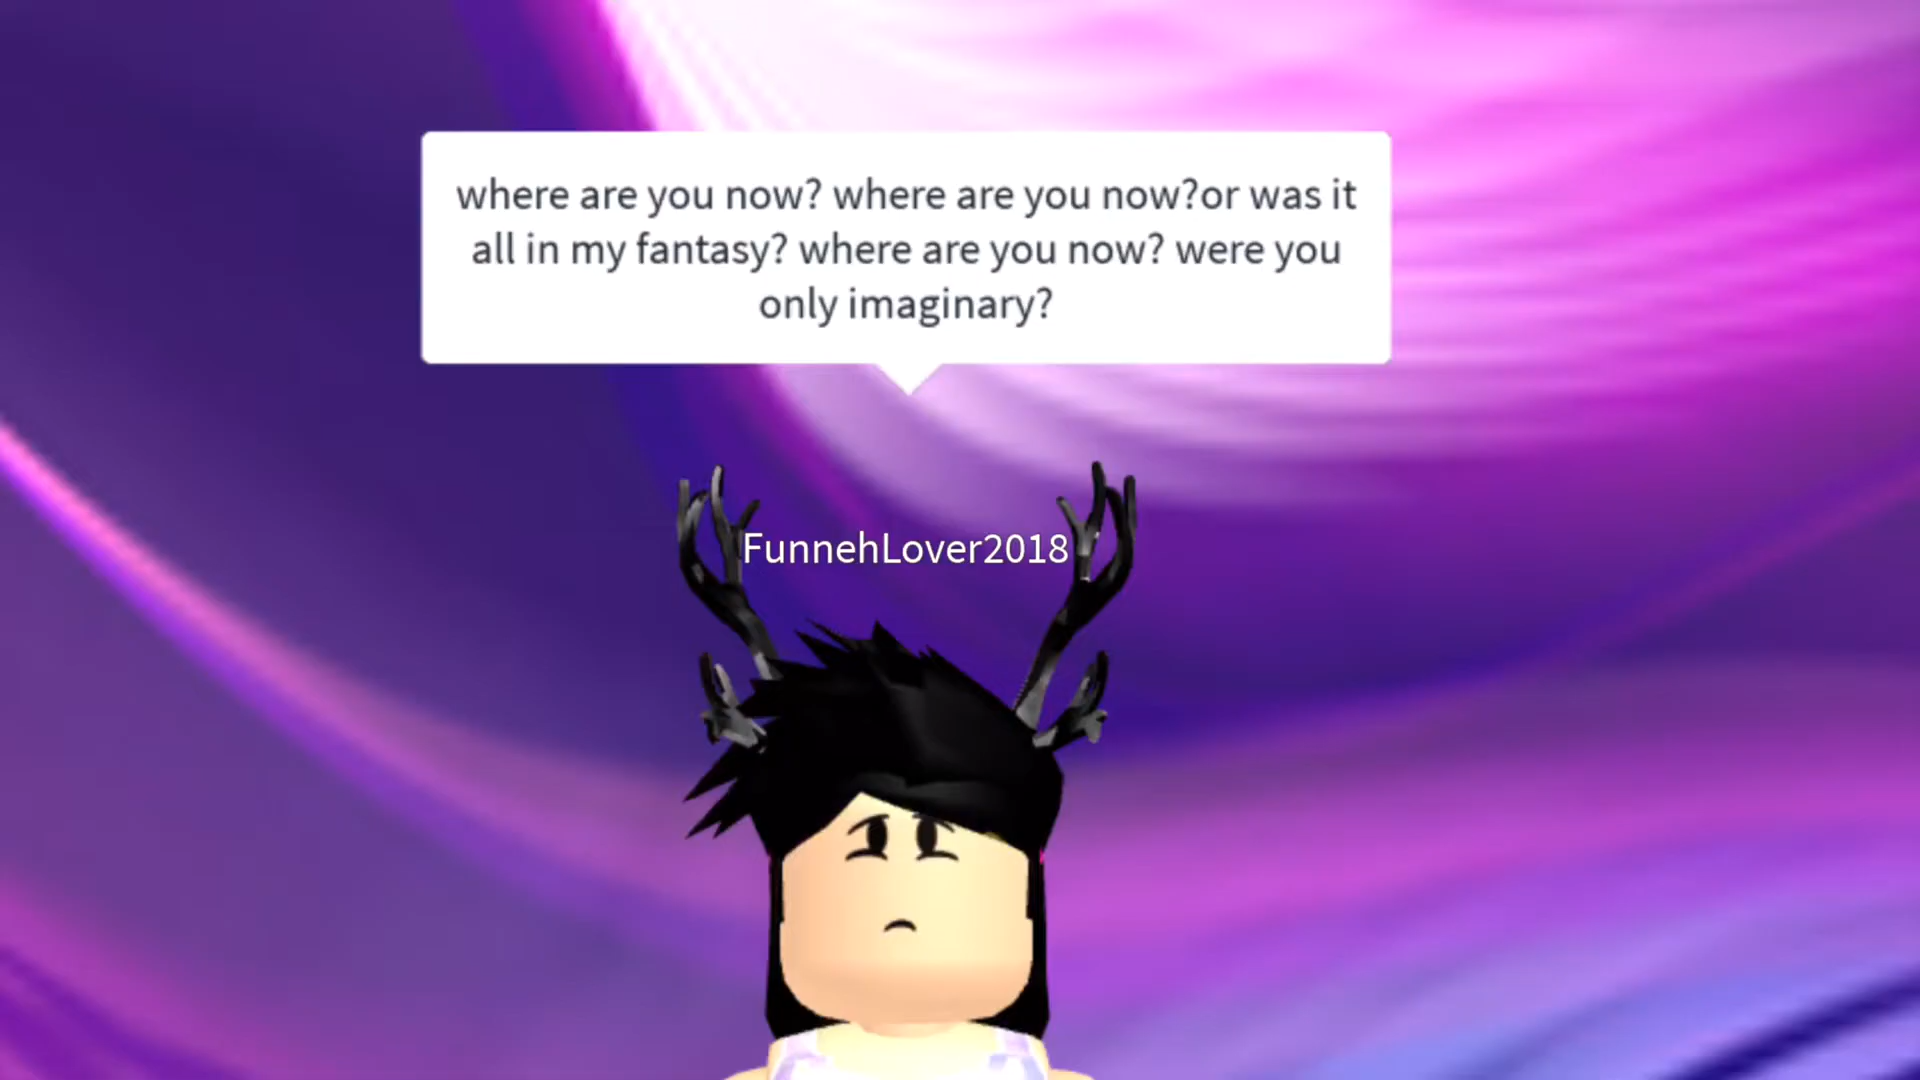 where are you now? where are you now?or was it
all in my fantasy? where are you now? were you
only imaginary?
FunnehLover2018